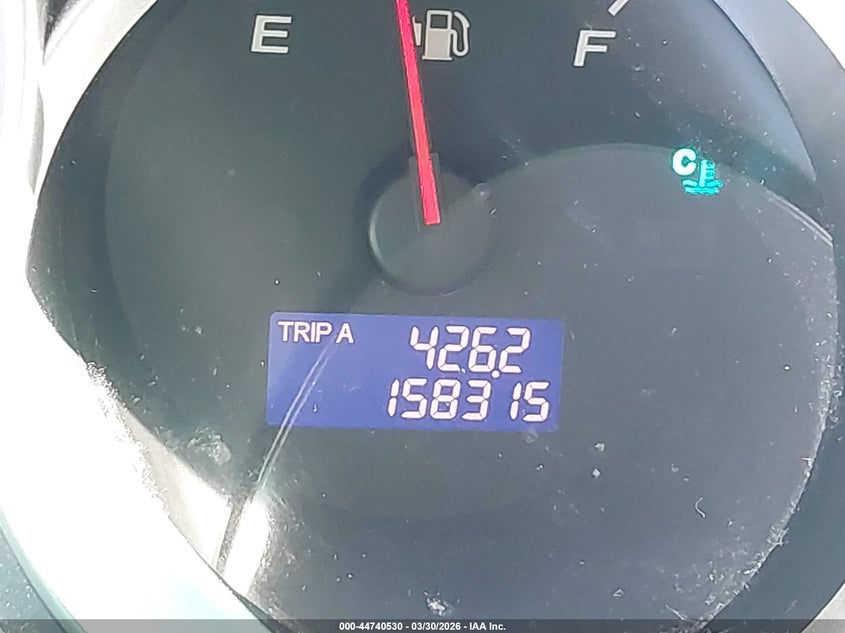 E F
C
TRIP A 426.2
158315
000-44740530 - 03/30/2026 - IAA Inc.